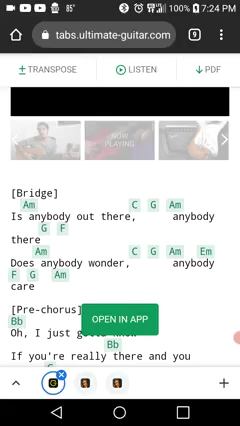 85° 100% 7:24 PM
tabs.ultimate-guitar.com 9
TRANSPOSE LISTEN PDF
NOW
PLAYING
[Bridge]
Am C G Am
Is anybody out there, anybody
G F
there
Am C G Am Em
Does anybody wonder, anybody
F G Am
care
[Pre-chorus]
Bb
Oh, I just
OPEN IN APP
Bb
If you're really there and you